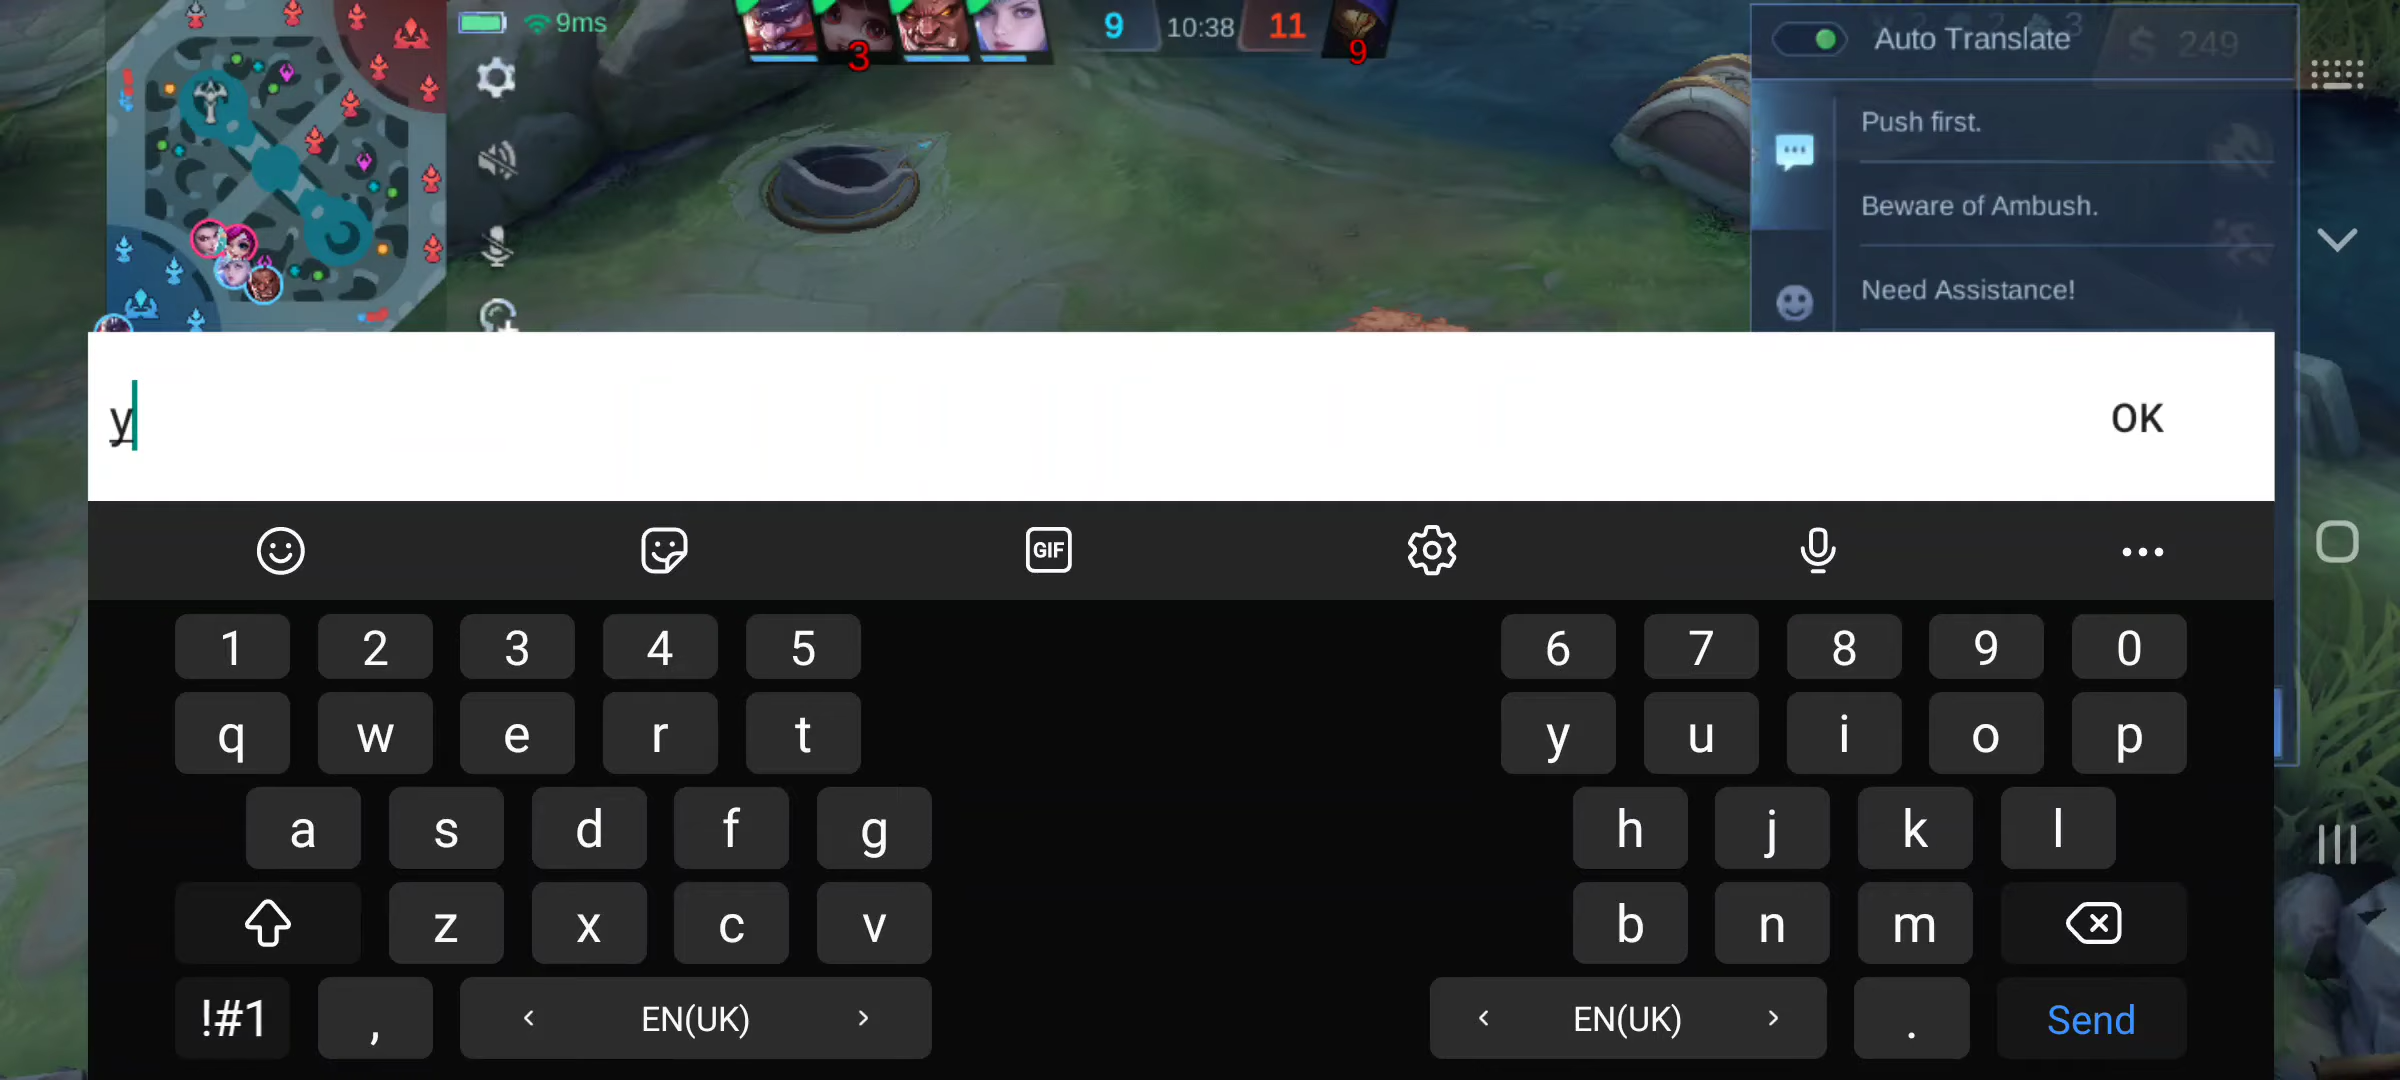 9ms
3
9
10:38
11
9
Auto Translate
$ 249
3
Push first.
Beware of Ambush.
Need Assistance!
y
OK
GIF
1 2 3 4 5 6 7 8 9 0
q w e r t y u i o p
a s d f g h j k l
z x c v b n m
!#1 , < EN(UK) > < EN(UK) > . Send